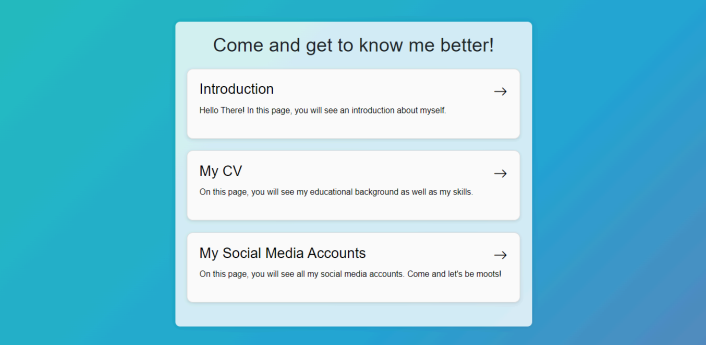 Come and get to know me better!
Introduction
Hello There! In this page, you will see an introduction about myself.
My CV
On this page, you will see my educational background as well as my skills.
My Social Media Accounts
On this page, you will see all my social media accounts. Come and let's be moots!